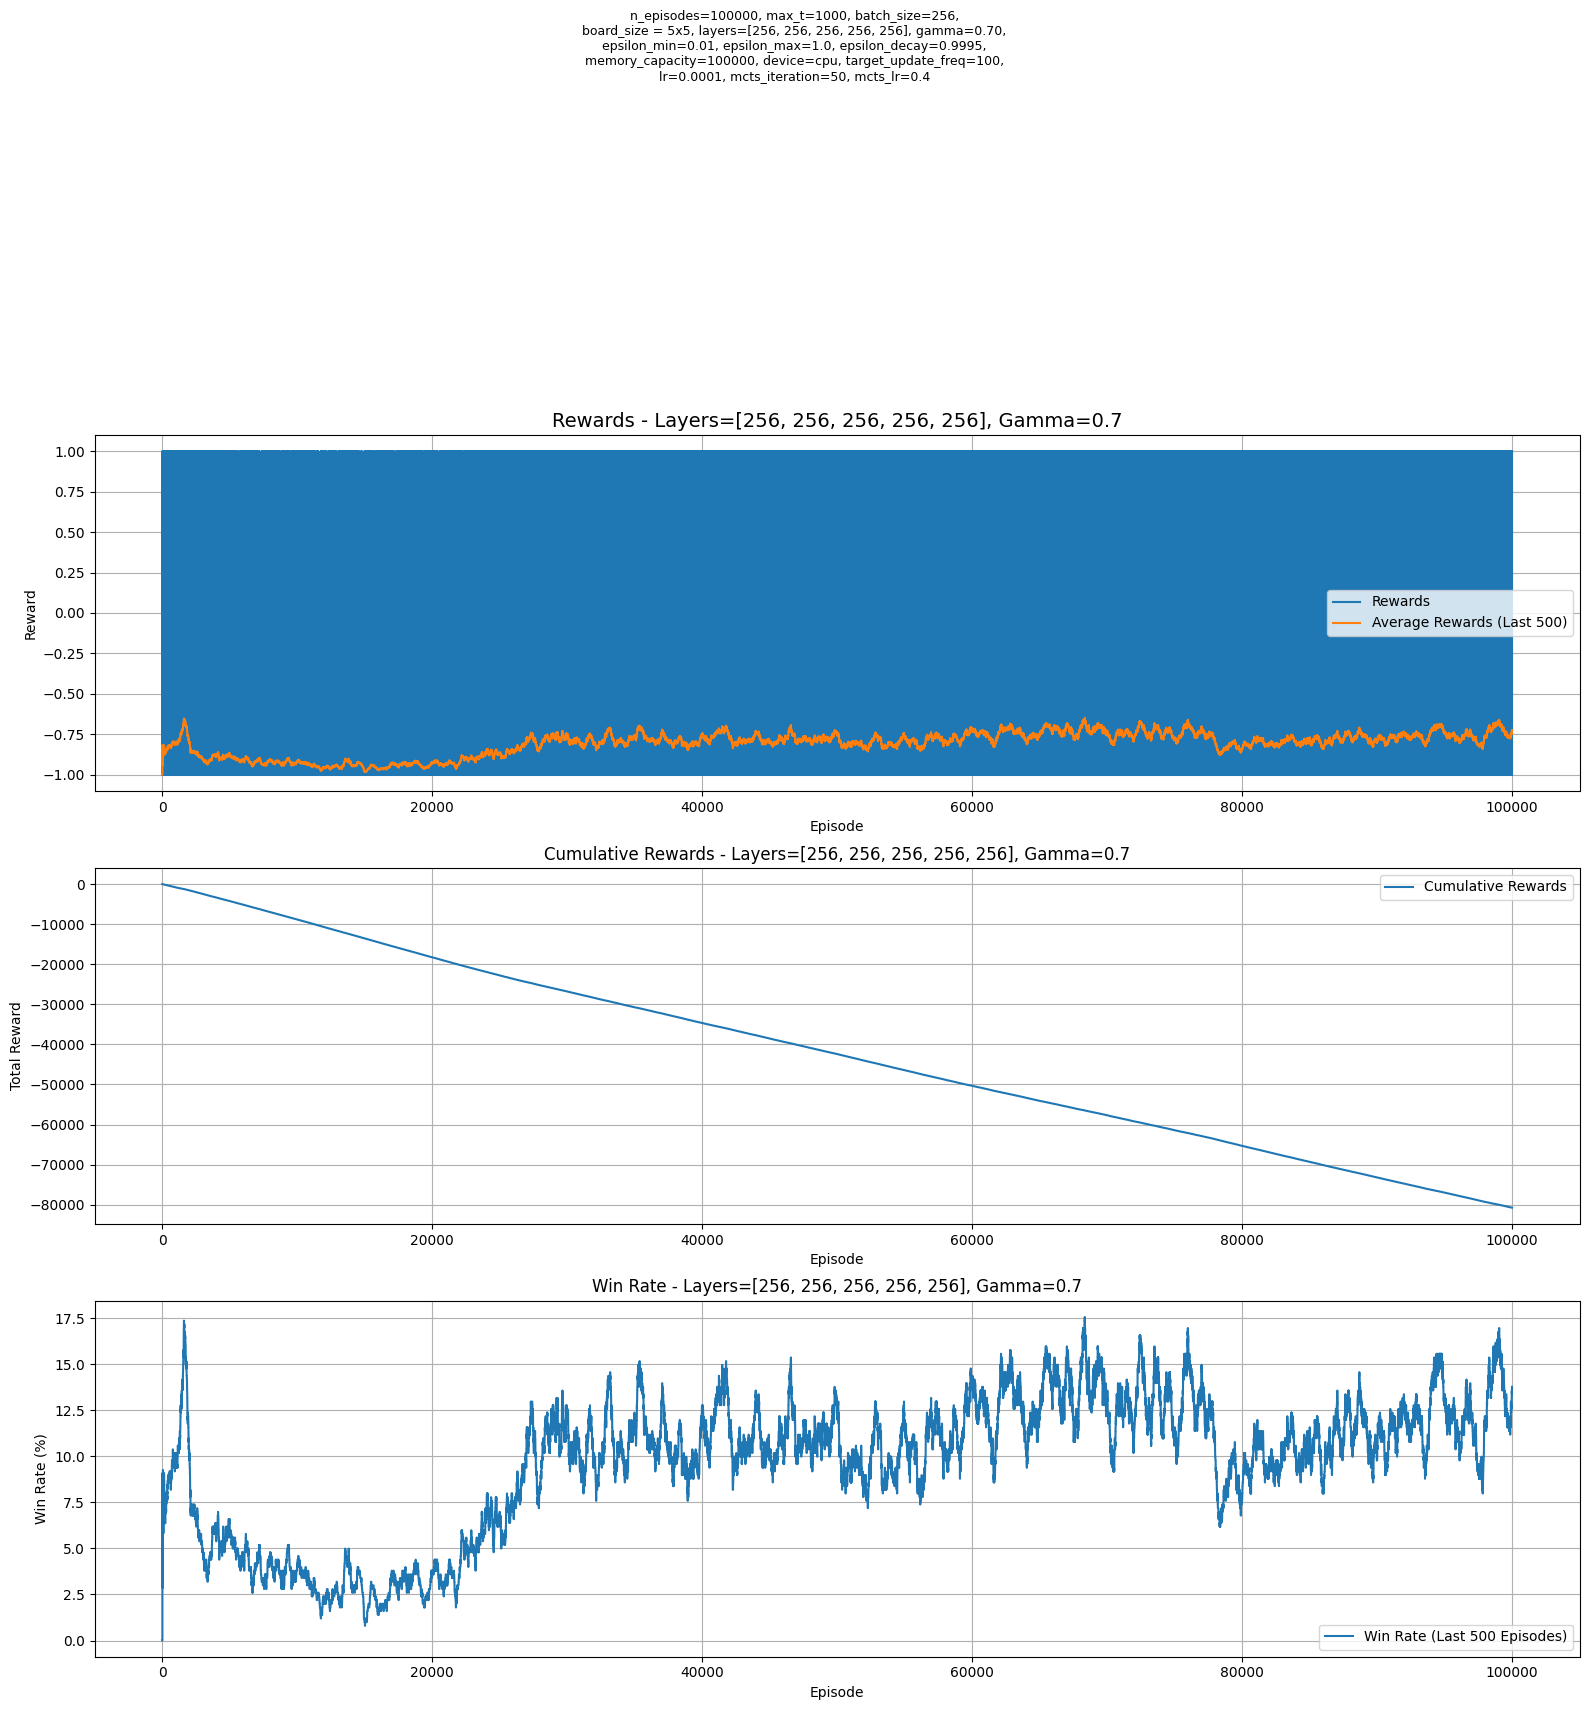 n_episodes=100000, max_t=1000, batch_size=256,
board_size = 5x5, layers=[256, 256, 256, 256, 256], gamma=0.70,
epsilon_min=0.01, epsilon_max=1.0, epsilon_decay=0.9995,
memory_capacity=100000, device=cpu, target_update_freq=100,
lr=0.0001, mcts_iteration=50, mcts_lr=0.4
Rewards - Layers=[256, 256, 256, 256, 256], Gamma=0.7
1.00
0.75
0.50
0.25
0.00
−0.25
−0.50
−0.75
−1.00
Reward
Rewards
Average Rewards (Last 500)
0 20000 40000 60000 80000 100000
Episode
Cumulative Rewards - Layers=[256, 256, 256, 256, 256], Gamma=0.7
0
−10000
−20000
−30000
−40000
−50000
−60000
−70000
−80000
Total Reward
Cumulative Rewards
0 20000 40000 60000 80000 100000
Episode
Win Rate - Layers=[256, 256, 256, 256, 256], Gamma=0.7
17.5
15.0
12.5
10.0
7.5
5.0
2.5
0.0
Win Rate (%)
Win Rate (Last 500 Episodes)
0 20000 40000 60000 80000 100000
Episode